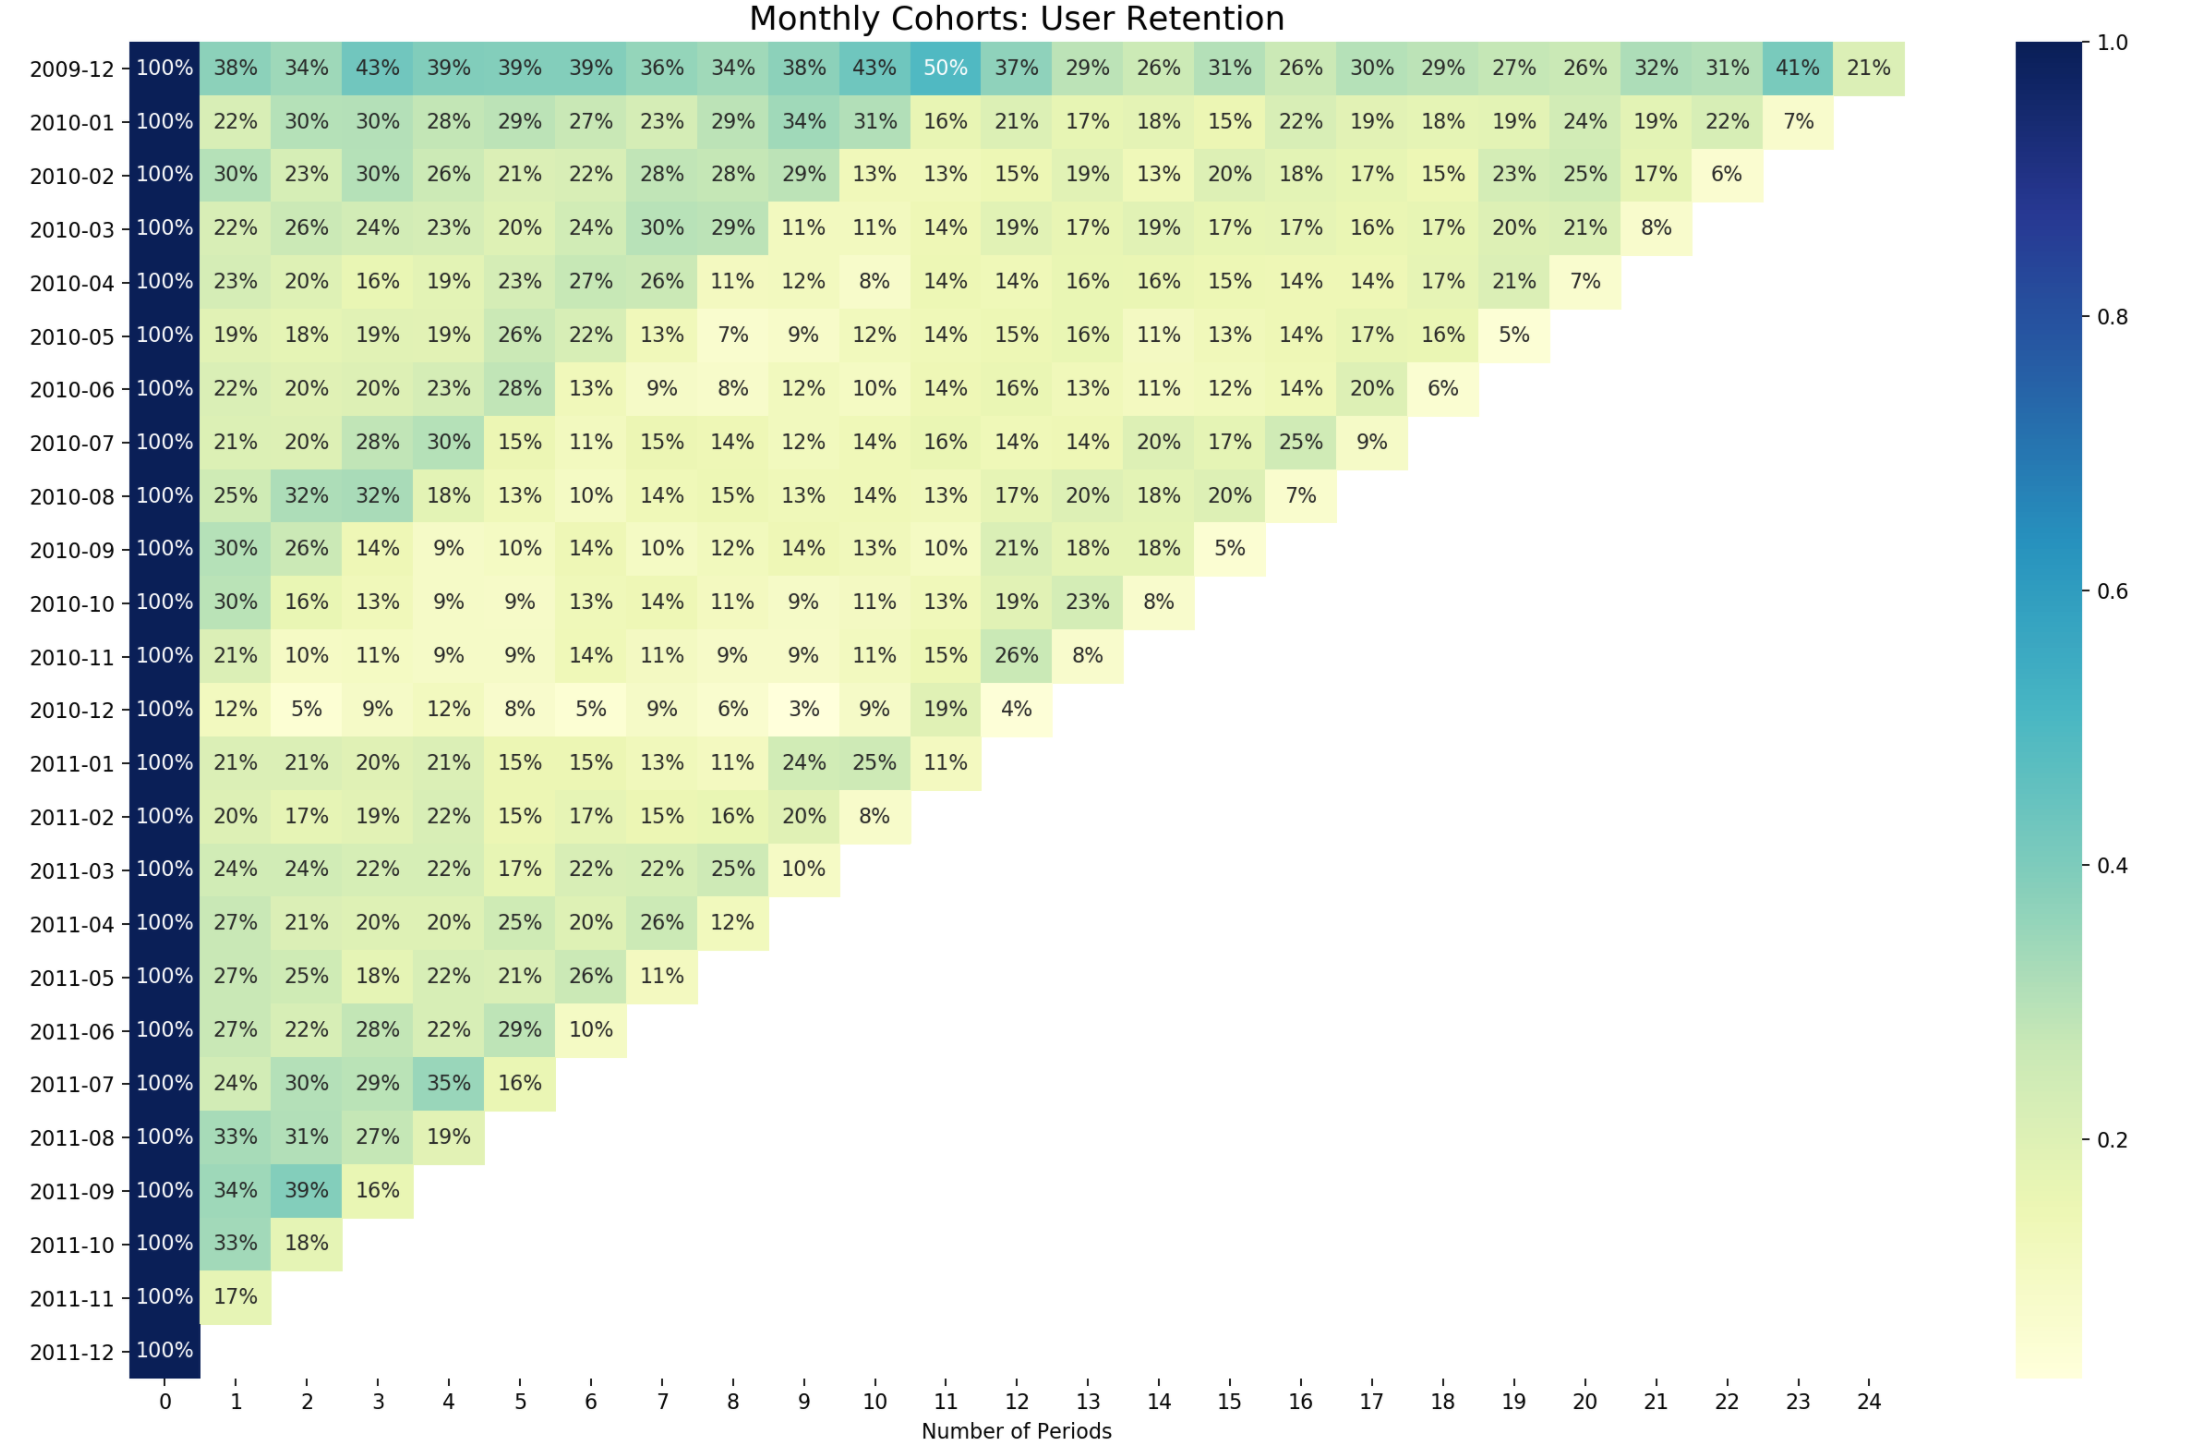 Monthly Cohorts: User Retention
2009-12 100% 38% 34% 43% 39% 39% 39% 36% 34% 38% 43% 50% 37% 29% 26% 31% 26% 30% 29% 27% 26% 32% 31% 41% 21%
2010-01 100% 22% 30% 30% 28% 29% 27% 23% 29% 34% 31% 16% 21% 17% 18% 15% 22% 19% 18% 19% 24% 19% 22% 7%
2010-02 100% 30% 23% 30% 26% 21% 22% 28% 28% 29% 13% 13% 15% 19% 13% 20% 18% 17% 15% 23% 25% 17% 6%
2010-03 100% 22% 26% 24% 23% 20% 24% 30% 29% 11% 11% 14% 19% 17% 19% 17% 17% 16% 17% 20% 21% 8%
2010-04 100% 23% 20% 16% 19% 23% 27% 26% 11% 12% 8% 14% 14% 16% 16% 15% 14% 14% 17% 21% 7%
2010-05 100% 19% 18% 19% 19% 26% 22% 13% 7% 9% 12% 14% 15% 16% 11% 13% 14% 17% 16% 5%
2010-06 100% 22% 20% 20% 23% 28% 13% 9% 8% 12% 10% 14% 16% 13% 11% 12% 14% 20% 6%
2010-07 100% 21% 20% 28% 30% 15% 11% 15% 14% 12% 14% 16% 14% 14% 20% 17% 25% 9%
2010-08 100% 25% 32% 32% 18% 13% 10% 14% 15% 13% 14% 13% 17% 20% 18% 20% 7%
2010-09 100% 30% 26% 14% 9% 10% 14% 10% 12% 14% 13% 10% 21% 18% 18% 5%
2010-10 100% 30% 16% 13% 9% 9% 13% 14% 11% 9% 11% 13% 19% 23% 8%
2010-11 100% 21% 10% 11% 9% 9% 14% 11% 9% 9% 11% 15% 26% 8%
2010-12 100% 12% 5% 9% 12% 8% 5% 9% 6% 3% 9% 19% 4%
2011-01 100% 21% 21% 20% 21% 15% 15% 13% 11% 24% 25% 11%
2011-02 100% 20% 17% 19% 22% 15% 17% 15% 16% 20% 8%
2011-03 100% 24% 24% 22% 22% 17% 22% 22% 25% 10%
2011-04 100% 27% 21% 20% 20% 25% 20% 26% 12%
2011-05 100% 27% 25% 18% 22% 21% 26% 11%
2011-06 100% 27% 22% 28% 22% 29% 10%
2011-07 100% 24% 30% 29% 35% 16%
2011-08 100% 33% 31% 27% 19%
2011-09 100% 34% 39% 16%
2011-10 100% 33% 18%
2011-11 100% 17%
2011-12 100%
0 1 2 3 4 5 6 7 8 9 10 11 12 13 14 15 16 17 18 19 20 21 22 23 24
Number of Periods
1.0
0.8
0.6
0.4
0.2